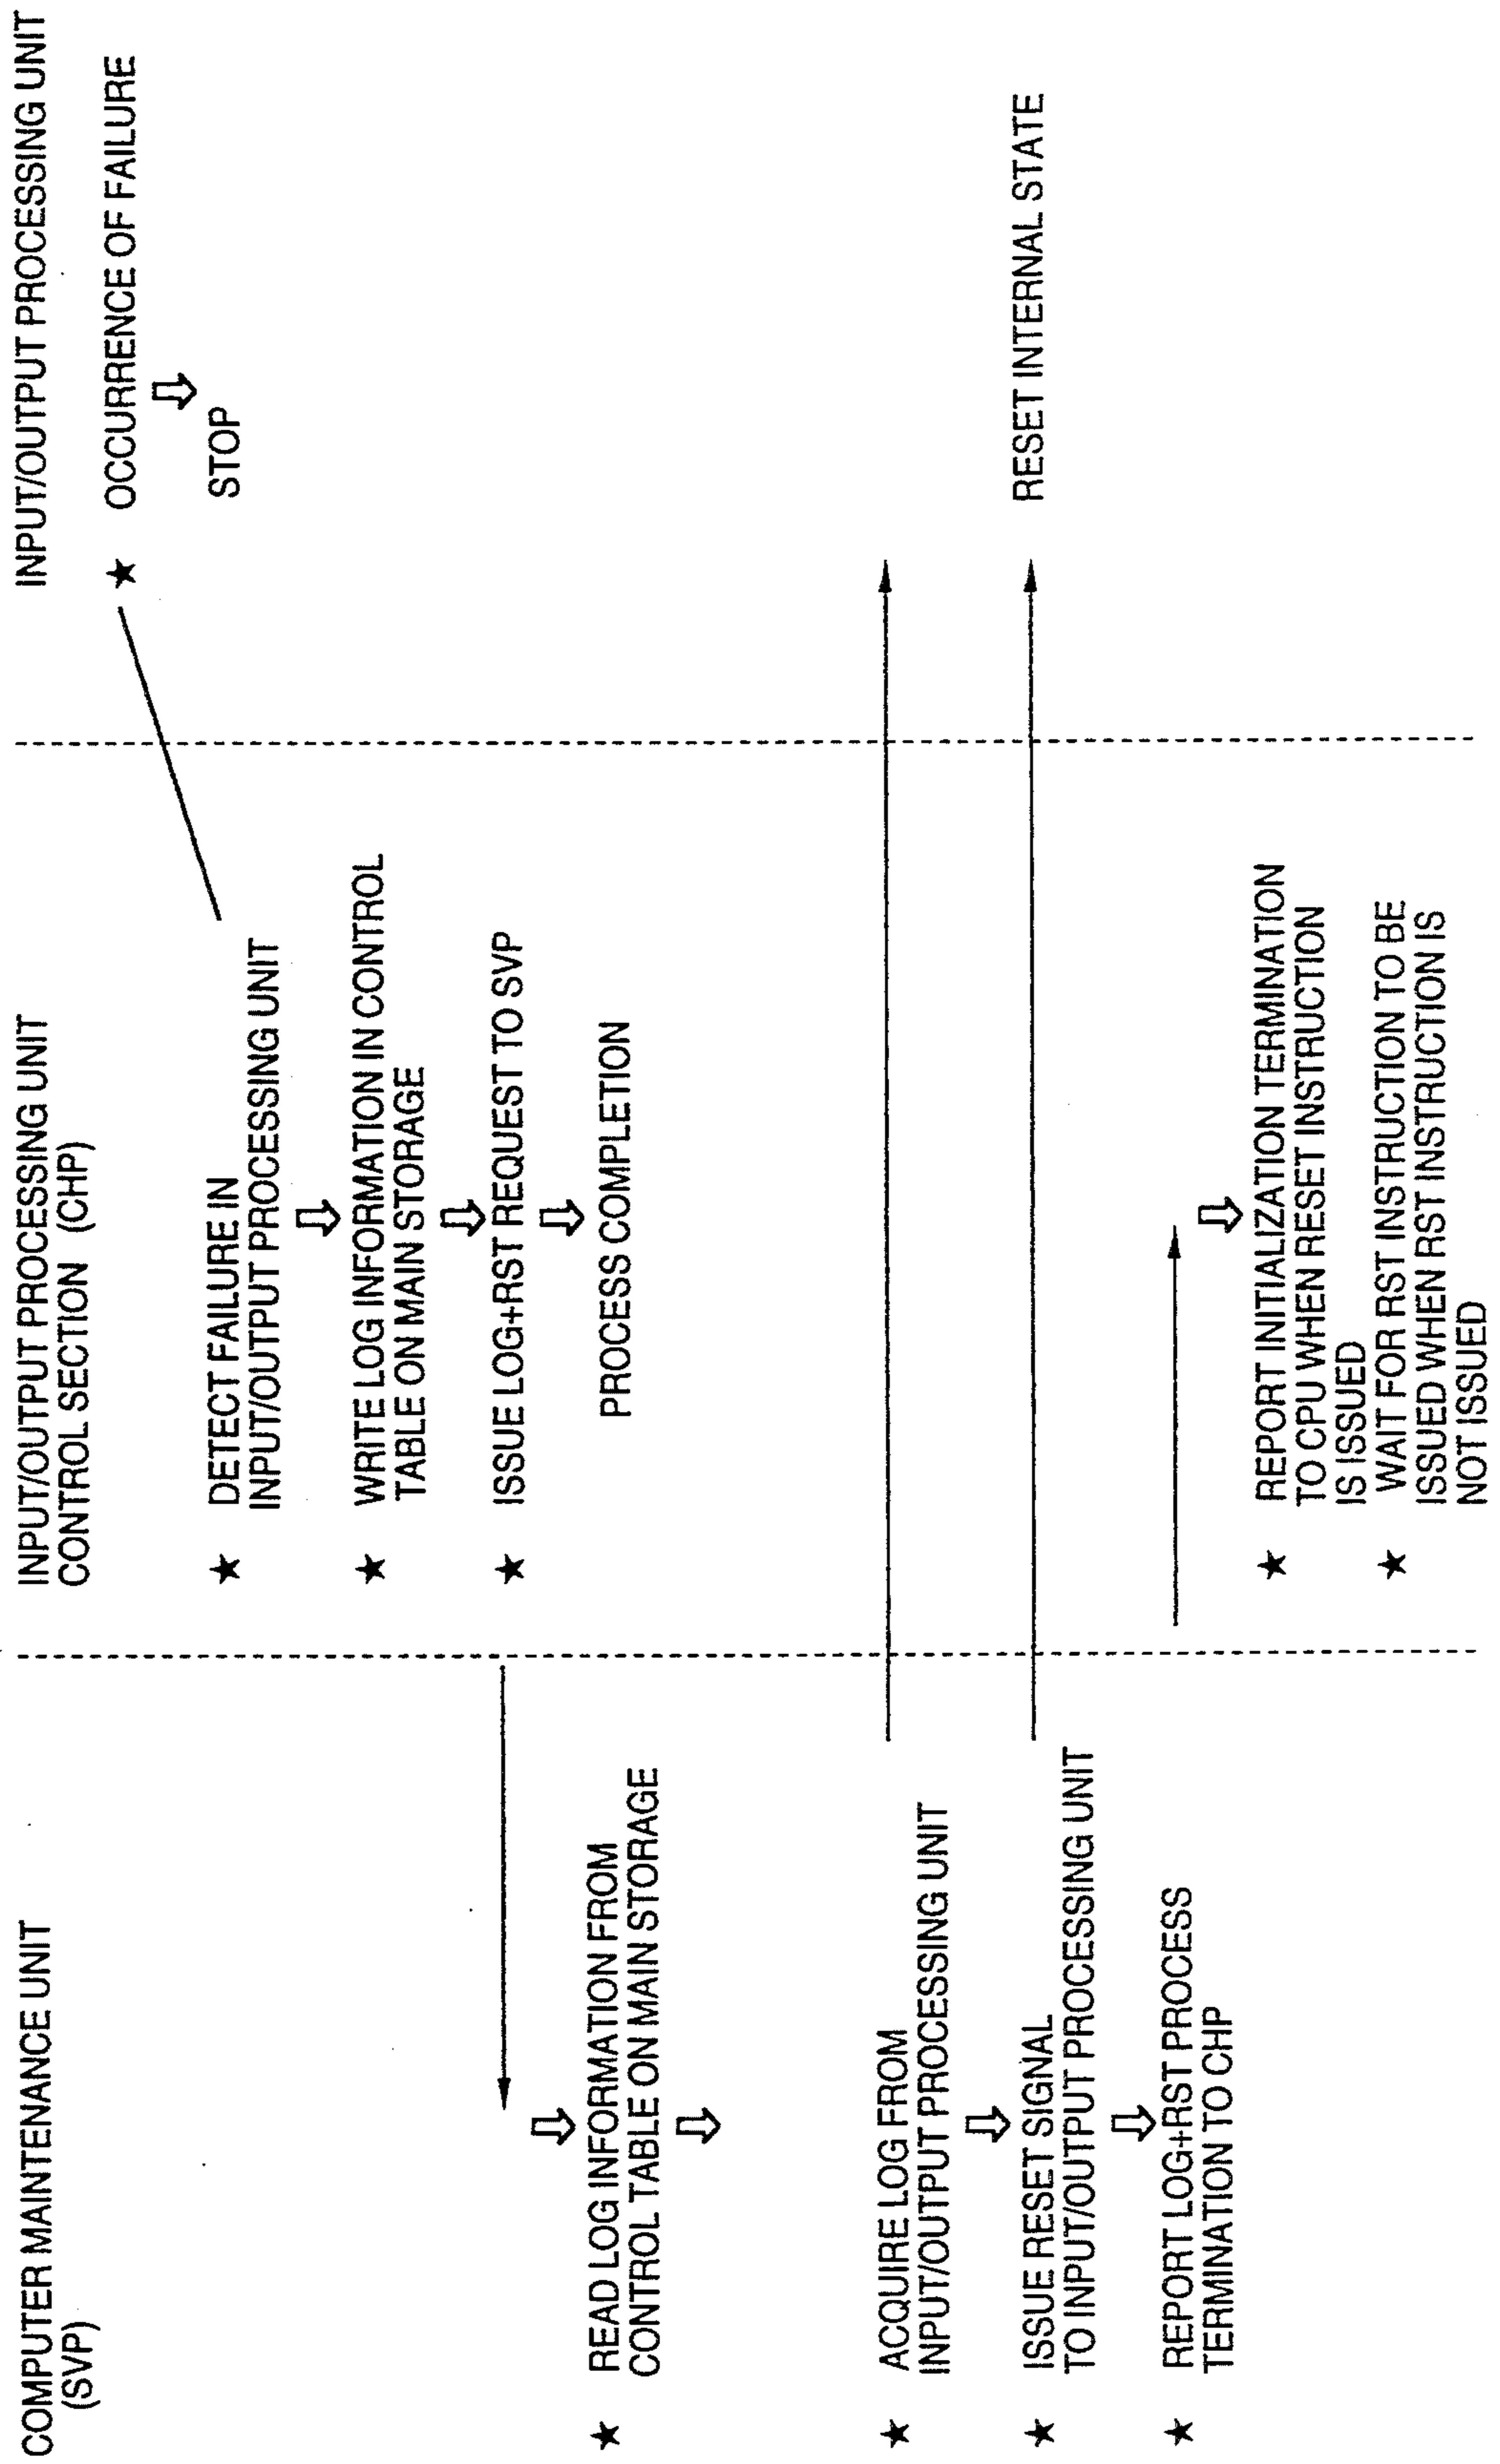 COMPUTER MAINTENANCE UNIT
(SVP)
INPUT/OUTPUT PROCESSING UNIT
CONTROL SECTION (CHP)
INPUT/OUTPUT PROCESSING UNIT
★ OCCURRENCE OF FAILURE
STOP
★ DETECT FAILURE IN
INPUT/OUTPUT PROCESSING UNIT
★ WRITE LOG INFORMATION IN CONTROL
TABLE ON MAIN STORAGE
★ ISSUE LOG+RST REQUEST TO SVP
PROCESS COMPLETION
★ READ LOG INFORMATION FROM
CONTROL TABLE ON MAIN STORAGE
★ ACQUIRE LOG FROM
INPUT/OUTPUT PROCESSING UNIT
★ ISSUE RESET SIGNAL
TO INPUT/OUTPUT PROCESSING UNIT
RESET INTERNAL STATE
★ REPORT LOG+RST PROCESS
TERMINATION TO CHP
★ REPORT INITIALIZATION TERMINATION
TO CPU WHEN RESET INSTRUCTION
IS ISSUED
★ WAIT FOR RST INSTRUCTION TO BE
ISSUED WHEN RST INSTRUCTION IS
NOT ISSUED